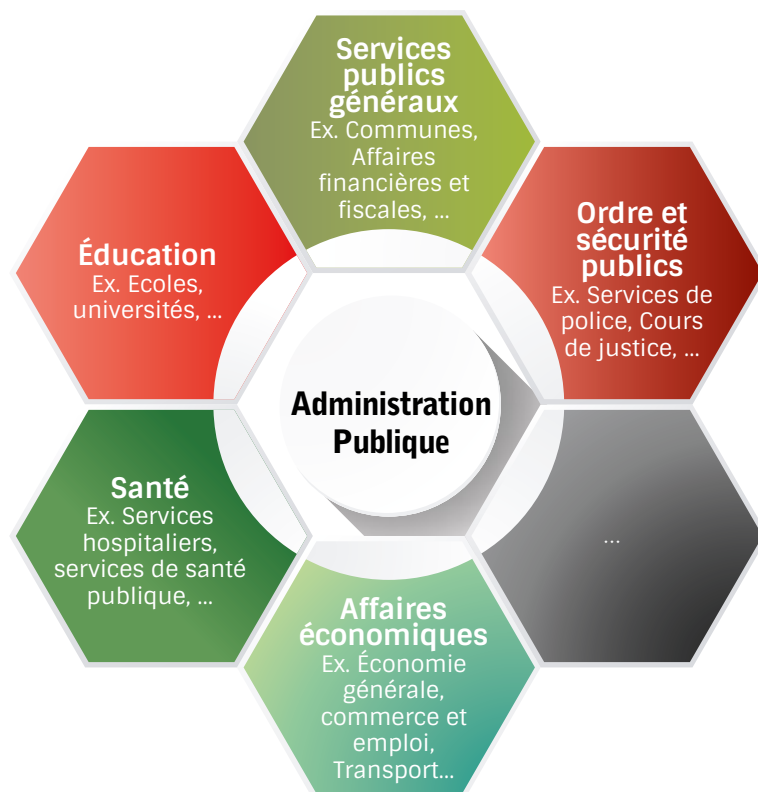 Services
publics
généraux
Ex. Communes,
Affaires
financières et
fiscales, ...
Ordre et
sécurité
publics
Ex. Services de
police, Cours
de justice, ...
...
Affaires
économiques
Ex. Économie
générale,
commerce et
emploi,
Transport...
Santé
Ex. Services
hospitaliers,
services de santé
publique, ...
Éducation
Ex. Ecoles,
universités, ...
Administration
Publique